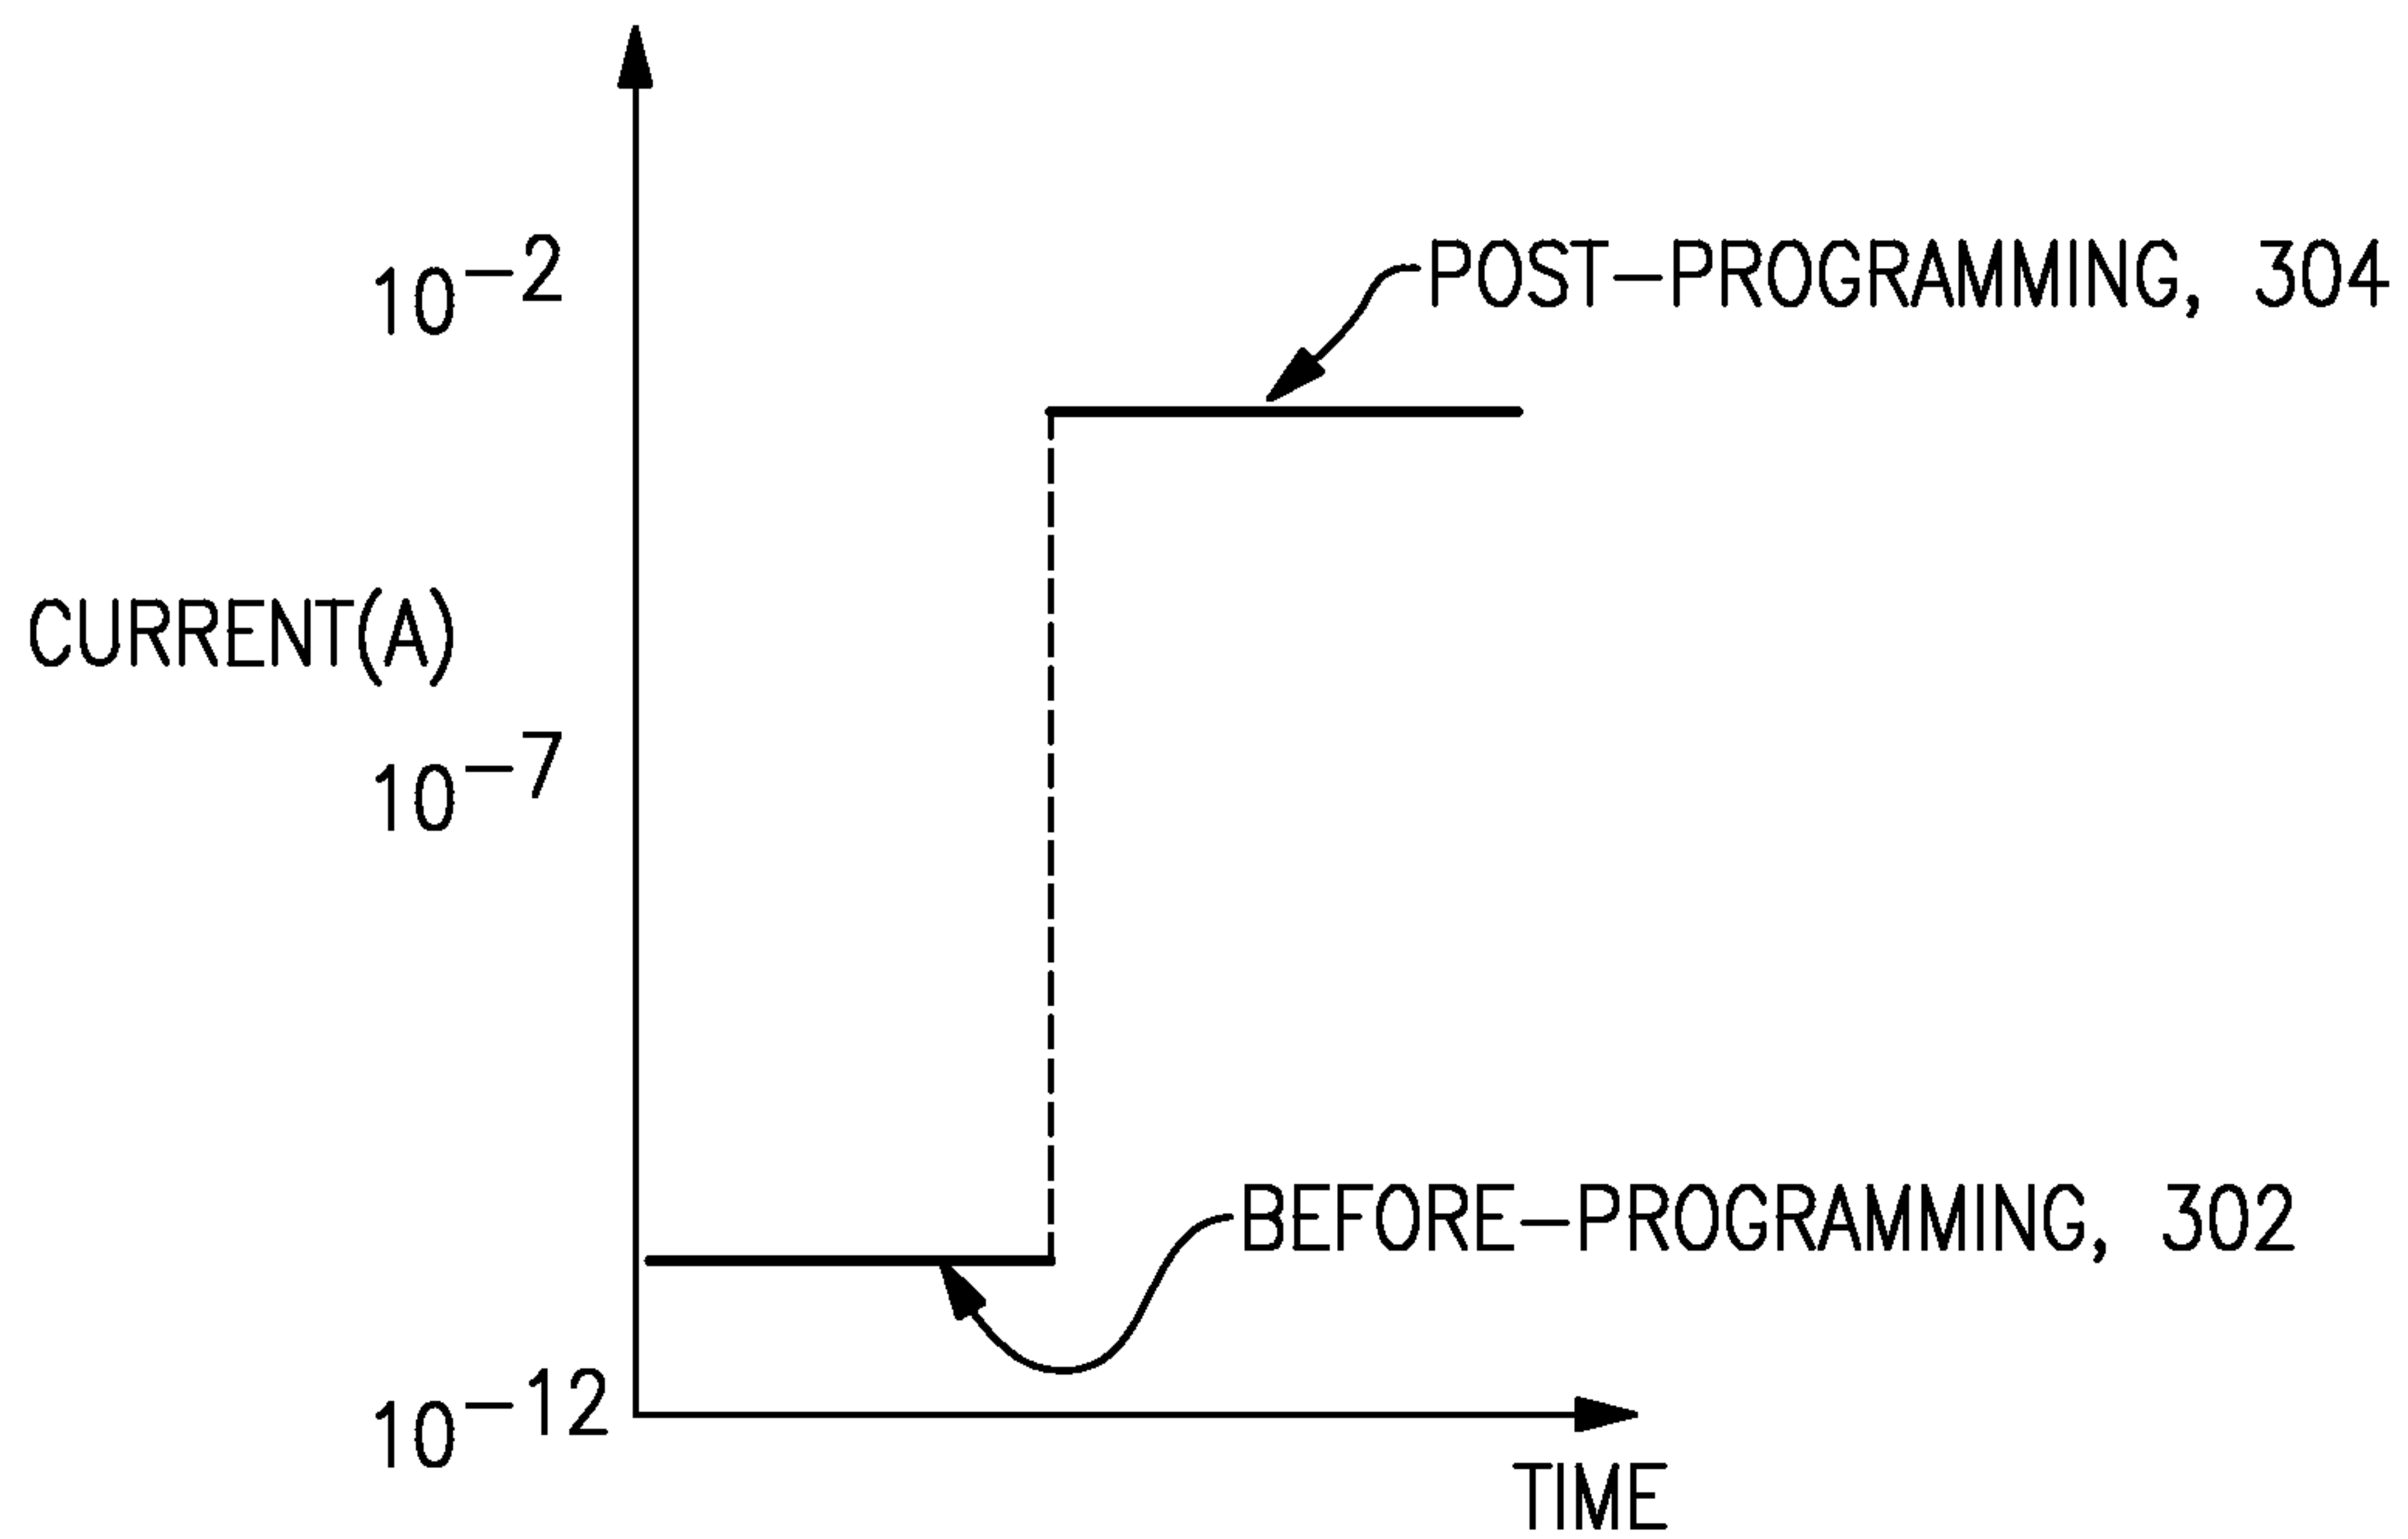 10⁻²
POST-PROGRAMMING, 304
CURRENT(A)
10⁻⁷
BEFORE-PROGRAMMING, 302
10⁻¹²
TIME